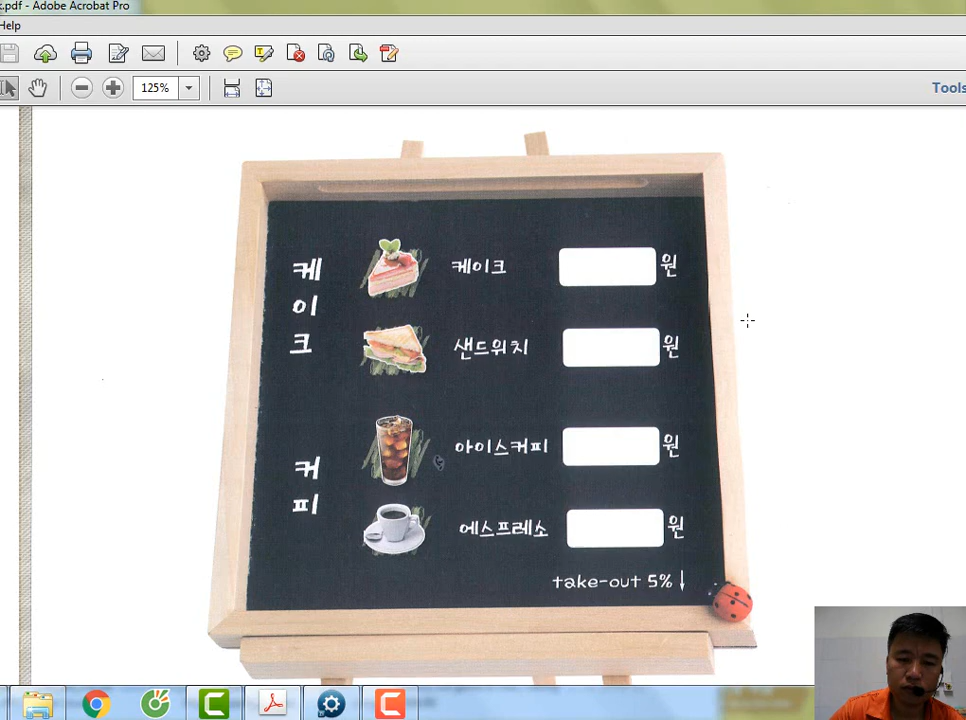 .pdf - Adobe Acrobat Pro
Help
125%
Tools
케이크
케이크 원
샌드위치 원
커피
아이스커피 원
에스프레소 원
take-out 5%↓